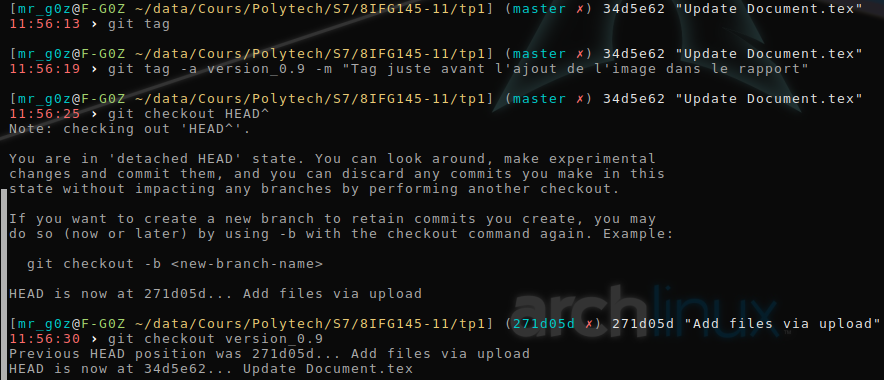 [mr_g0z@F-G0Z ~/data/Cours/Polytech/S7/8IFG145-11/tp1] (master ✗) 34d5e62 "Update Document.tex"
11:56:13 › git tag
[mr_g0z@F-G0Z ~/data/Cours/Polytech/S7/8IFG145-11/tp1] (master ✗) 34d5e62 "Update Document.tex"
11:56:19 › git tag -a version_0.9 -m "Tag juste avant l'ajout de l'image dans le rapport"
[mr_g0z@F-G0Z ~/data/Cours/Polytech/S7/8IFG145-11/tp1] (master ✗) 34d5e62 "Update Document.tex"
11:56:25 › git checkout HEAD^
Note: checking out 'HEAD^'.
You are in 'detached HEAD' state. You can look around, make experimental
changes and commit them, and you can discard any commits you make in this
state without impacting any branches by performing another checkout.
If you want to create a new branch to retain commits you create, you may
do so (now or later) by using -b with the checkout command again. Example:
git checkout -b <new-branch-name>
HEAD is now at 271d05d... Add files via upload
archlinux
[mr_g0z@F-G0Z ~/data/Cours/Polytech/S7/8IFG145-11/tp1] (271d05d ✗) 271d05d "Add files via upload"
11:56:30 › git checkout version_0.9
Previous HEAD position was 271d05d... Add files via upload
HEAD is now at 34d5e62... Update Document.tex